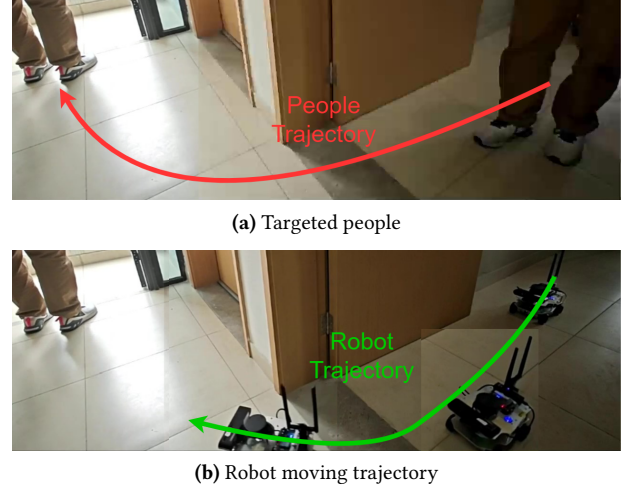 People
Trajectory
(a) Targeted people
Robot
Trajectory
(b) Robot moving trajectory